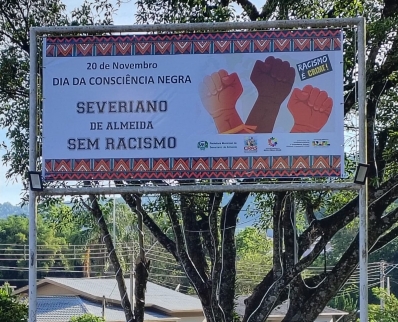 20 de Novembro
DIA DA CONSCIÊNCIA NEGRA
SEVERIANO
DE ALMEIDA
SEM RACISMO
RACISMO
É CRIME!